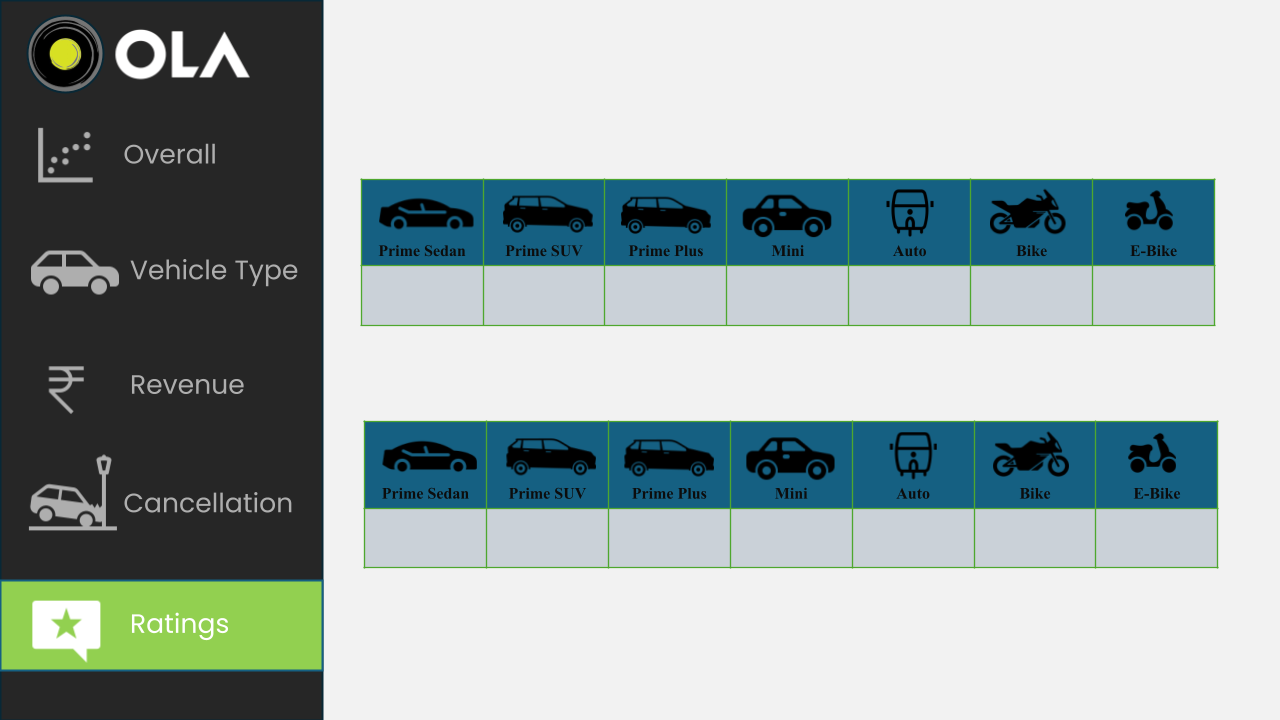 OLA
Overall
Vehicle Type
Revenue
Cancellation
Ratings
Prime Sedan Prime SUV Prime Plus Mini Auto Bike E-Bike
Prime Sedan Prime SUV Prime Plus Mini Auto Bike E-Bike